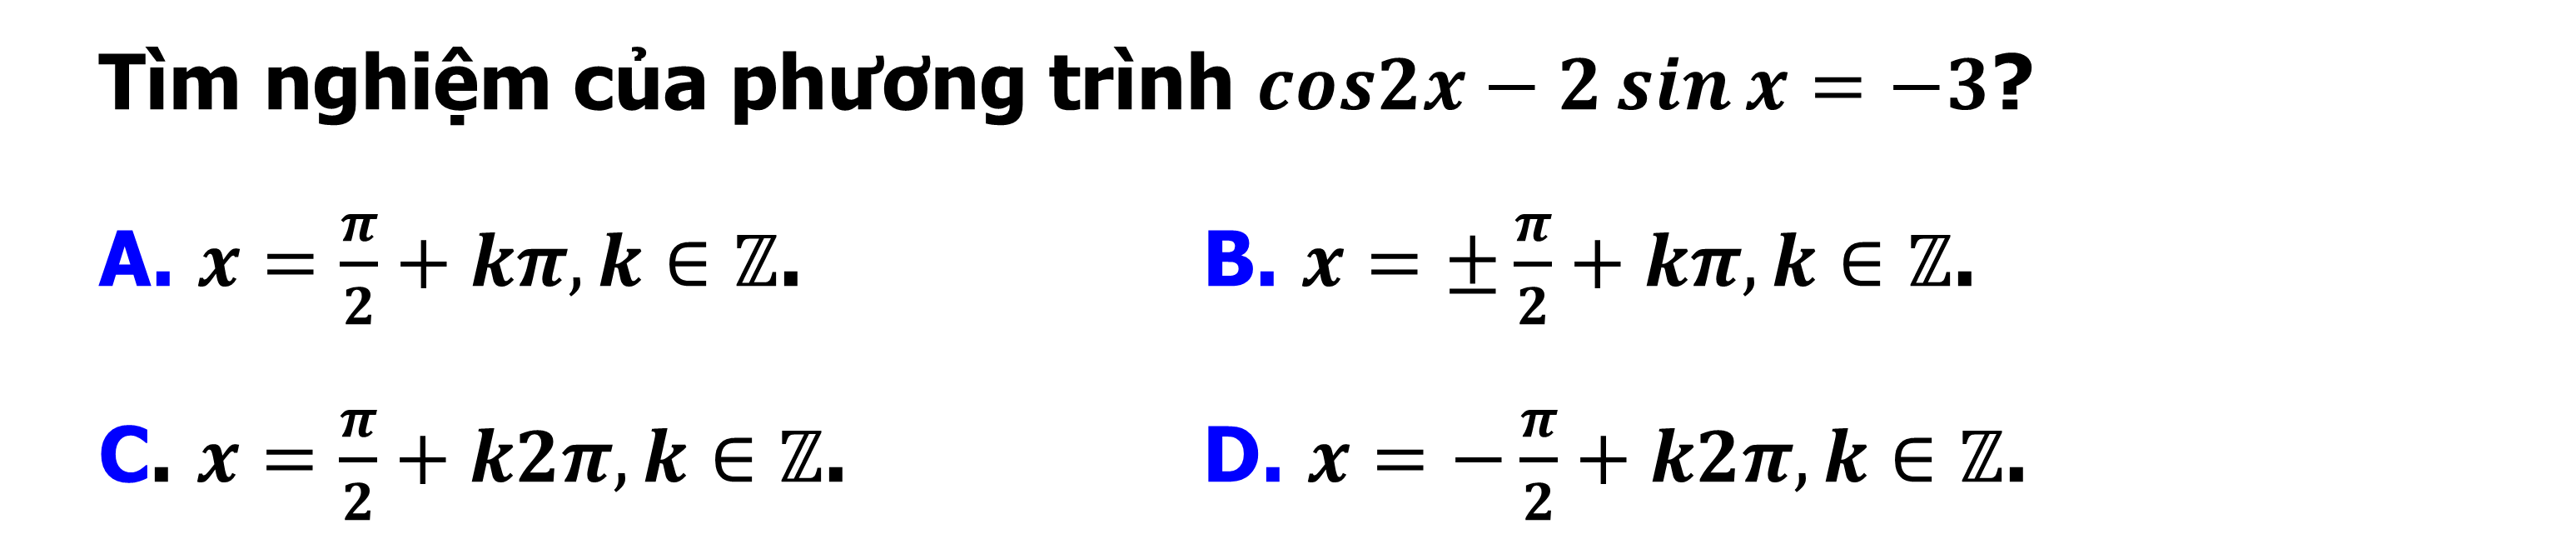 Tìm nghiệm của phương trình cos2x − 2 sin x = −3?
A. x = π/2 + kπ, k ∈ ℤ. B. x = ±π/2 + kπ, k ∈ ℤ.
C. x = π/2 + k2π, k ∈ ℤ. D. x = −π/2 + k2π, k ∈ ℤ.